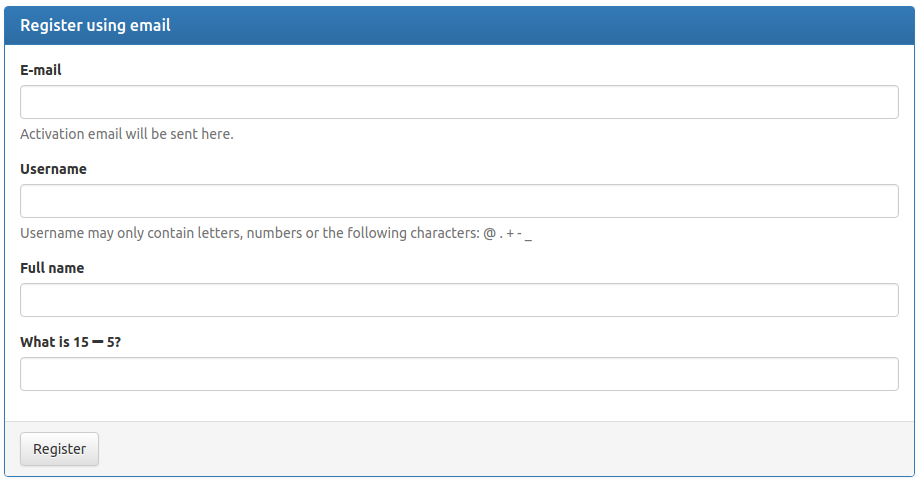 Register using email
E-mail
Activation email will be sent here.
Username
Username may only contain letters, numbers or the following characters: @ . + - _
Full name
What is 15 − 5?
Register